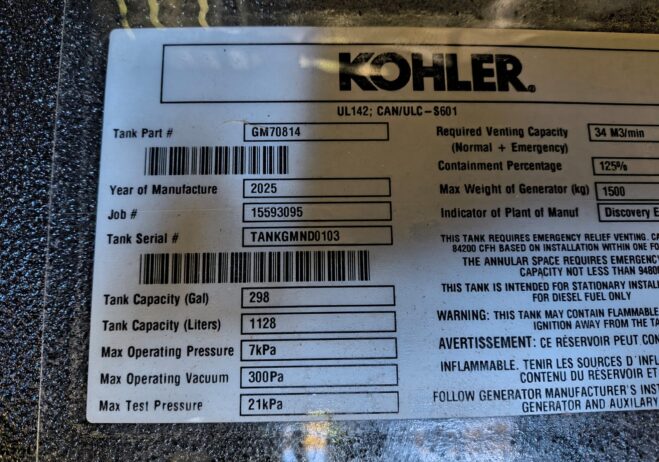 KOHLER.
UL142; CAN/ULC-S601
Tank Part # GM70814
Year of Manufacture 2025
Job # 15593095
Tank Serial # TANKGMND0103
Tank Capacity (Gal) 298
Tank Capacity (Liters) 1128
Max Operating Pressure 7kPa
Max Operating Vacuum 300Pa
Max Test Pressure 21kPa
Required Venting Capacity 34 M3/min
(Normal + Emergency)
Containment Percentage 125%
Max Weight of Generator (kg) 1500
Indicator of Plant of Manuf Discovery
THIS TANK REQUIRES EMERGENCY RELIEF VENTING.
84200 CFH BASED ON INSTALLATION WITHIN ONE
THE ANNULAR SPACE REQUIRES EMERGENCY
CAPACITY NOT LESS THAN
THIS TANK IS INTENDED FOR STATIONARY
FOR DIESEL FUEL ONLY
WARNING: THIS TANK MAY CONTAIN FLAMMABLE
IGNITION AWAY FROM THE
AVERTISSEMENT: CE RÉSERVOIR PEUT
INFLAMMABLE. TENIR LES SOURCES D'
CONTENU DU RÉSERVOIR ET
FOLLOW GENERATOR MANUFACTURER'S
GENERATOR AND AUXILARY